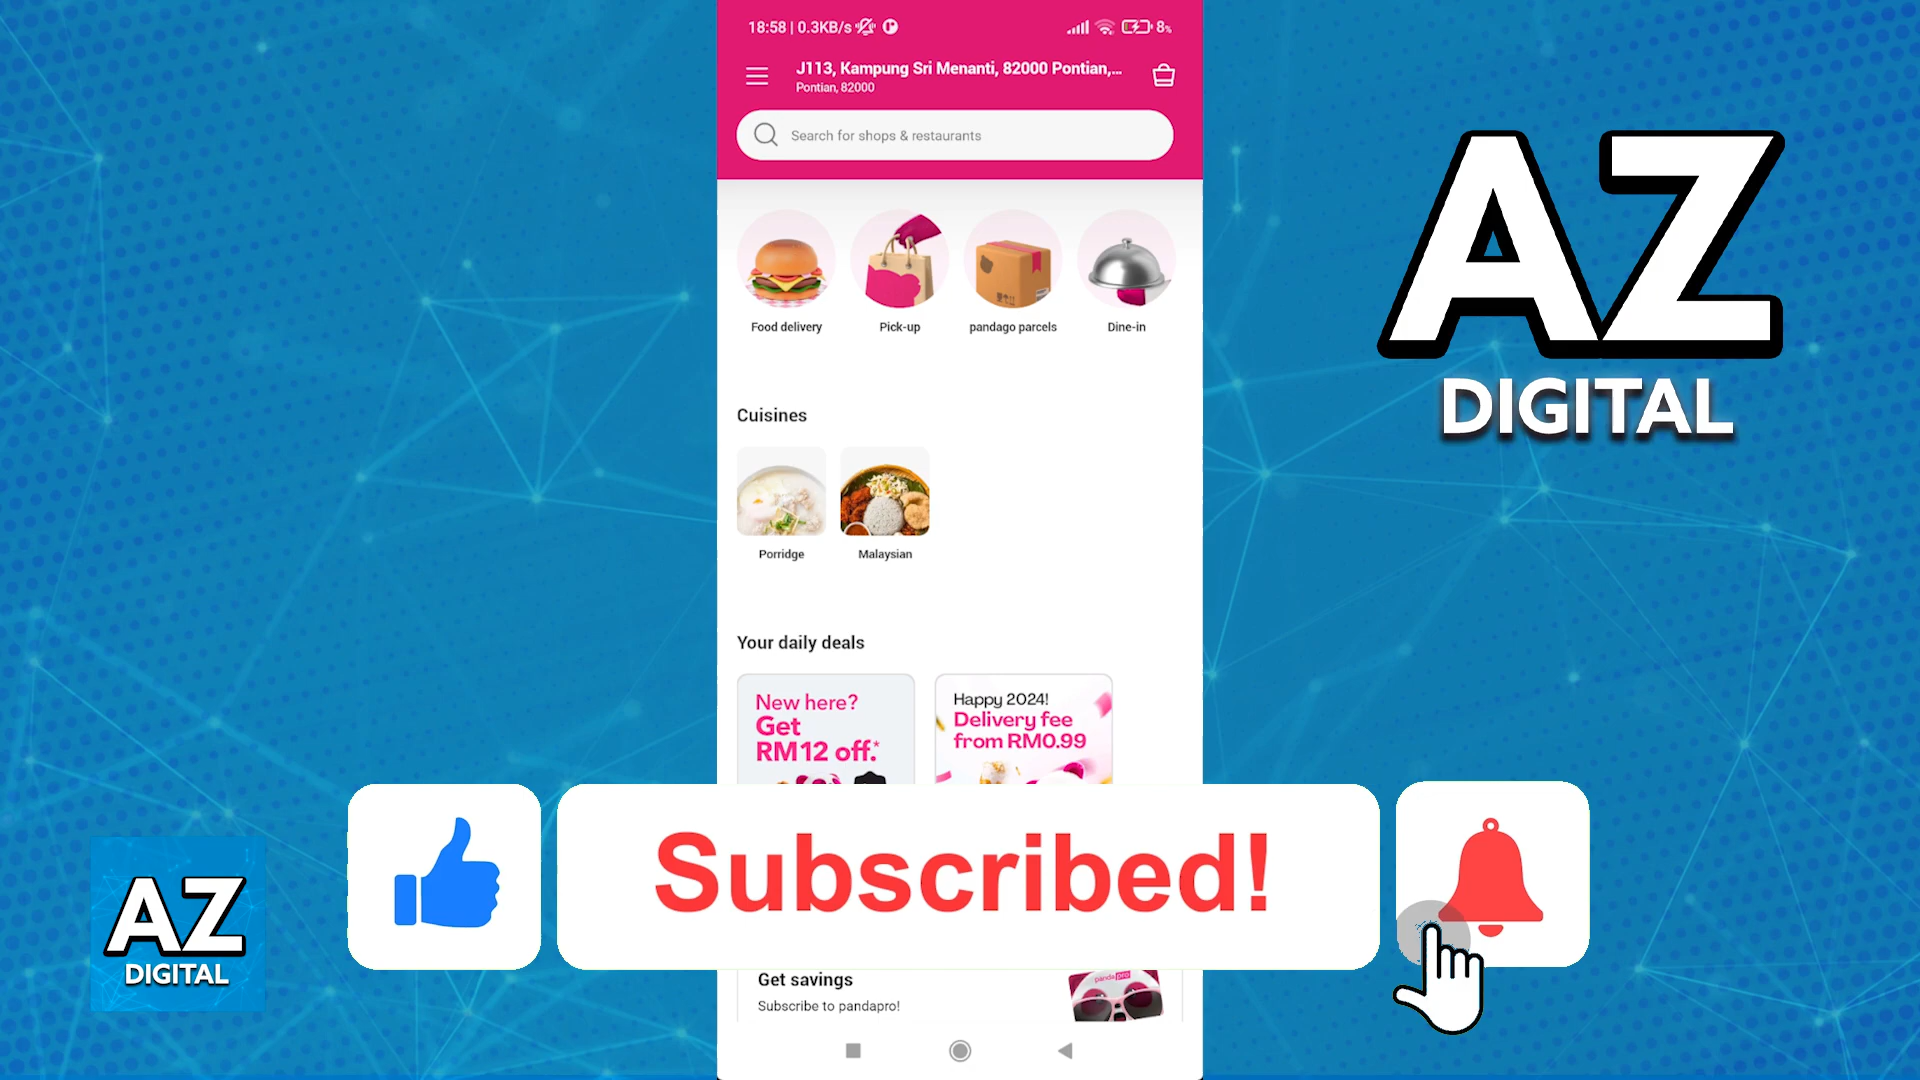 18:58 | 0.3KB/s
8%
J113, Kampung Sri Menanti, 82000 Pontian,...
Pontian, 82000
Search for shops & restaurants
Food delivery
Pick-up
pandago parcels
Dine-in
Cuisines
Porridge
Malaysian
Your daily deals
New here?
Get
RM12 off.*
Happy 2024!
Delivery fee
from RM0.99
Subscribed!
Get savings
Subscribe to pandapro!
panda pro
AZ
DIGITAL
AZ
DIGITAL